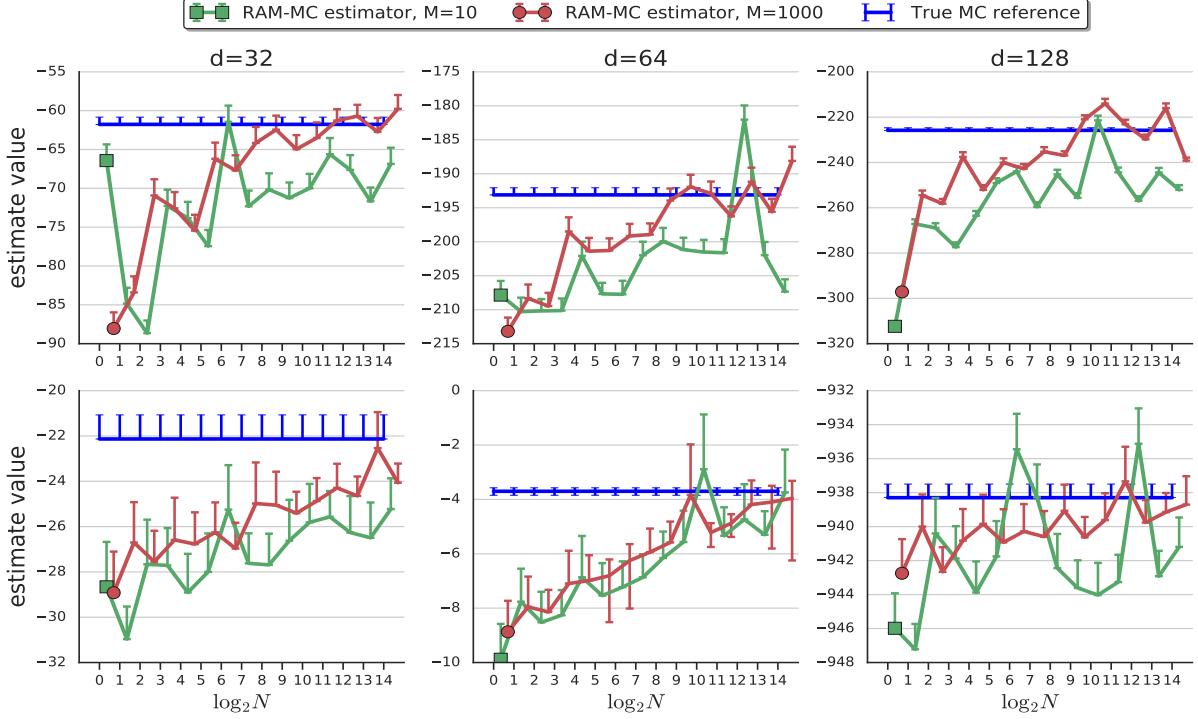 RAM-MC estimator, M=10 RAM-MC estimator, M=1000 True MC reference
d=32 d=64 d=128
estimate value
−55 −60 −65 −70 −75 −80 −85 −90
0 1 2 3 4 5 6 7 8 9 10 11 12 13 14
−175 −180 −185 −190 −195 −200 −205 −210 −215
0 1 2 3 4 5 6 7 8 9 10 11 12 13 14
−200 −220 −240 −260 −280 −300 −320
0 1 2 3 4 5 6 7 8 9 10 11 12 13 14
estimate value
−20 −22 −24 −26 −28 −30 −32
0 1 2 3 4 5 6 7 8 9 10 11 12 13 14
log₂N
0 −2 −4 −6 −8 −10
0 1 2 3 4 5 6 7 8 9 10 11 12 13 14
log₂N
−932 −934 −936 −938 −940 −942 −944 −946 −948
0 1 2 3 4 5 6 7 8 9 10 11 12 13 14
log₂N